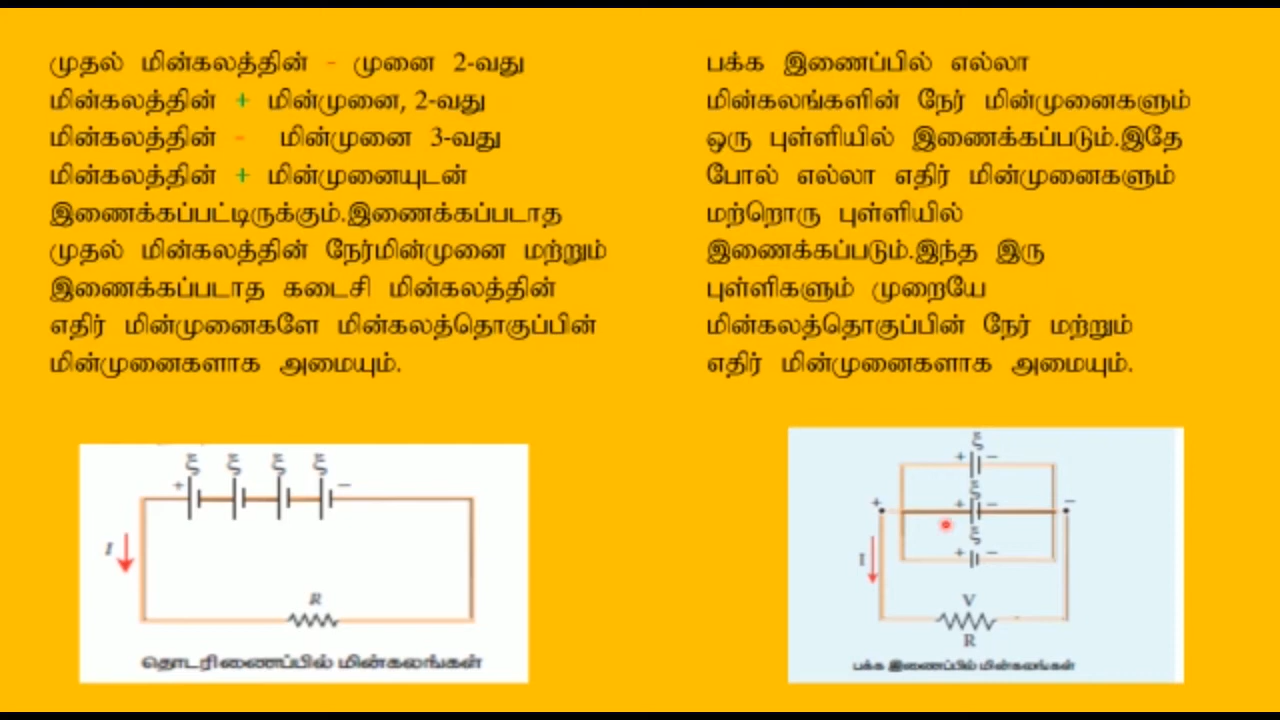 முதல் மின்கலத்தின் - முனை 2-வது
மின்கலத்தின் + மின்முனை, 2-வது
மின்கலத்தின் - மின்முனை 3-வது
மின்கலத்தின் + மின்முனையுடன்
இணைக்கப்பட்டிருக்கும்.இணைக்கப்படாத
முதல் மின்கலத்தின் நேர்மின்முனை மற்றும்
இணைக்கப்படாத கடைசி மின்கலத்தின்
எதிர் மின்முனைகளே மின்கலத்தொகுப்பின்
மின்முனைகளாக அமையும்.
பக்க இணைப்பில் எல்லா
மின்கலங்களின் நேர் மின்முனைகளும்
ஒரு புள்ளியில் இணைக்கப்படும்.இதே
போல் எல்லா எதிர் மின்முனைகளும்
மற்றொரு புள்ளியில்
இணைக்கப்படும்.இந்த இரு
புள்ளிகளும் முறையே
மின்கலத்தொகுப்பின் நேர் மற்றும்
எதிர் மின்முனைகளாக அமையும்.
ξ ξ ξ ξ
+ −
I
R
தொடரிணைப்பில் மின்கலங்கள்
ξ
+ −
ξ
+ + − −
ξ
+ −
I
V
R
பக்க இணைப்பில் மின்கலங்கள்